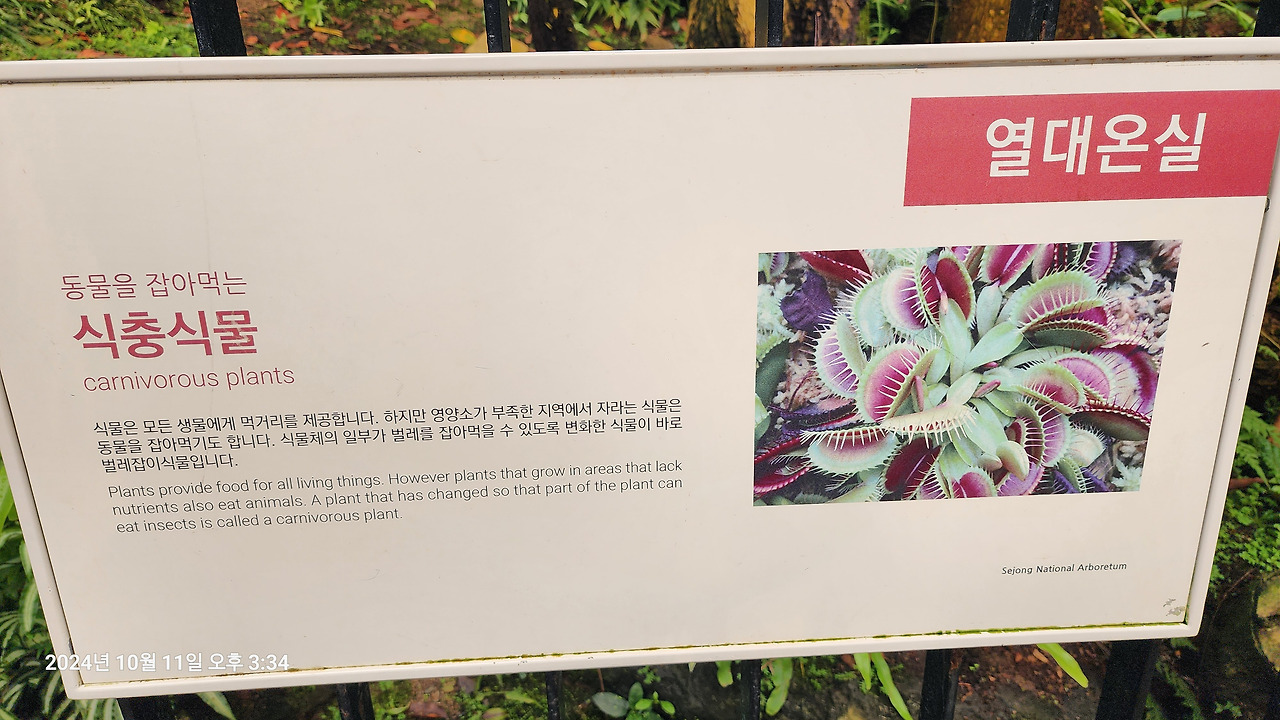 열대온실
동물을 잡아먹는
식충식물
carnivorous plants
식물은 모든 생물에게 먹거리를 제공합니다. 하지만 영양소가 부족한 지역에서 자라는 식물은
동물을 잡아먹기도 합니다. 식물체의 일부가 벌레를 잡아먹을 수 있도록 변화한 식물이 바로
벌레잡이식물입니다.
Plants provide food for all living things. However plants that grow in areas that lack
nutrients also eat animals. A plant that has changed so that part of the plant can
eat insects is called a carnivorous plant.
Sejong National Arboretum
2024년 10월 11일 오후 3:34